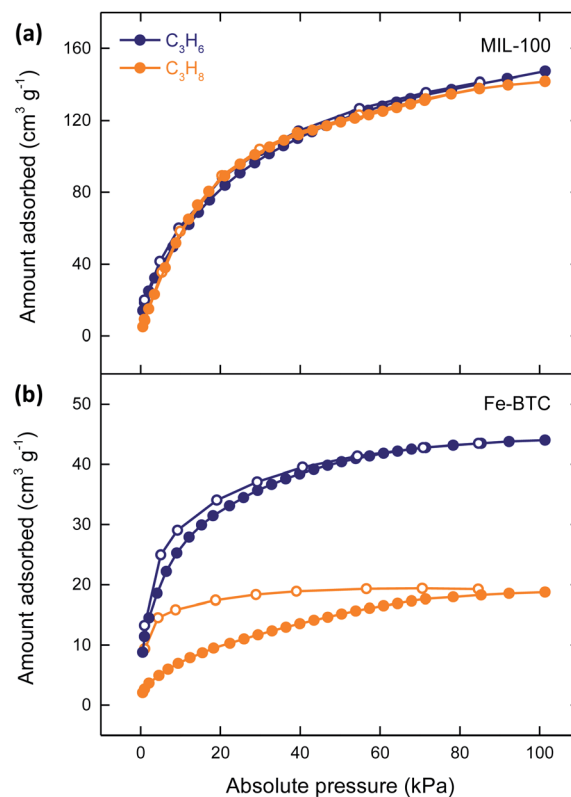 (a)
C₃H₆
C₃H₈
MIL-100
160
120
80
40
0
Amount adsorbed (cm³ g⁻¹)
(b)
Fe-BTC
50
40
30
20
10
0
Amount adsorbed (cm³ g⁻¹)
0 20 40 60 80 100
Absolute pressure (kPa)